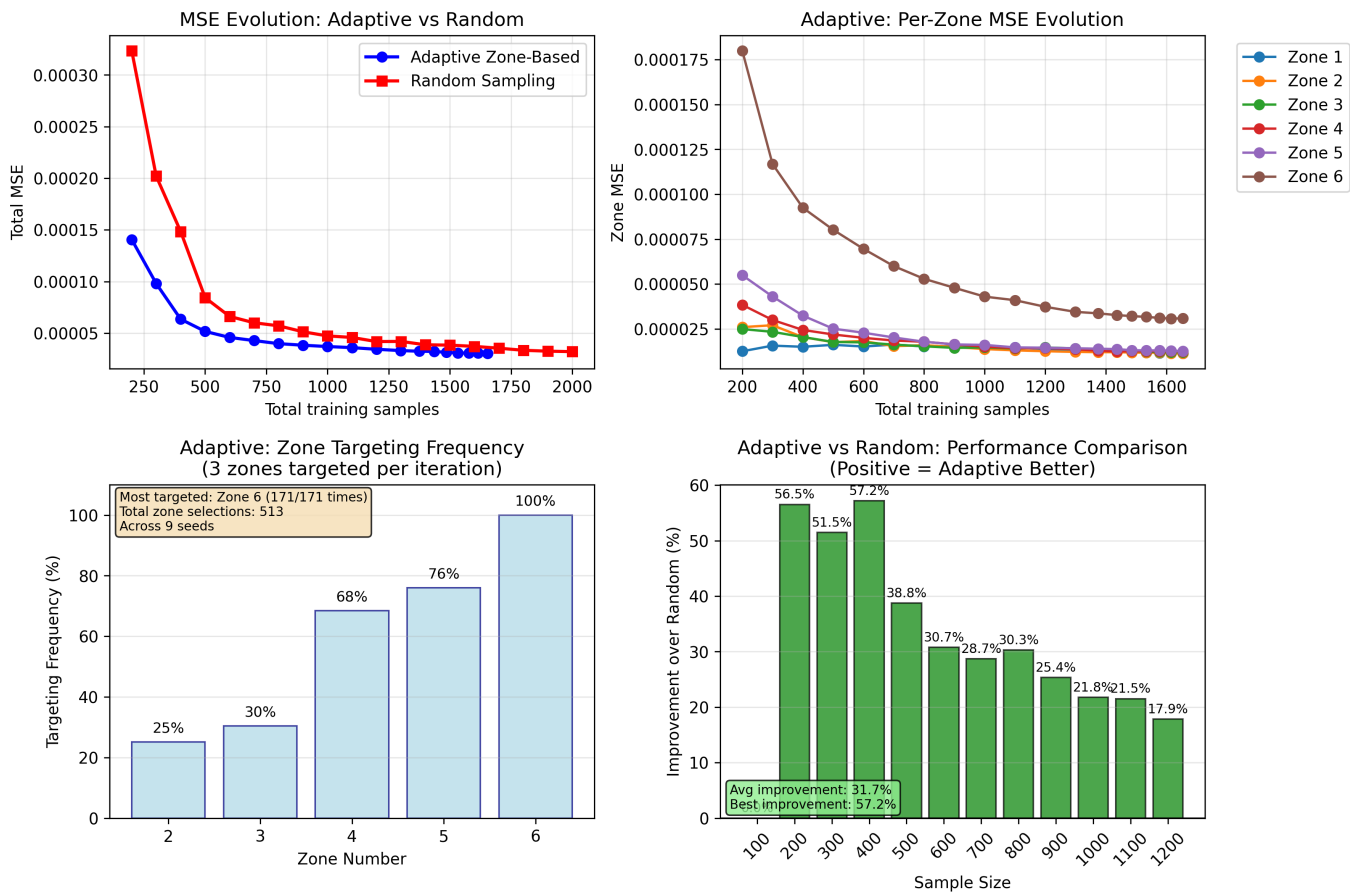 MSE Evolution: Adaptive vs Random
Total MSE
0.00030
0.00025
0.00020
0.00015
0.00010
0.00005
Adaptive Zone-Based
Random Sampling
250 500 750 1000 1250 1500 1750 2000
Total training samples
Adaptive: Per-Zone MSE Evolution
Zone MSE
0.000175
0.000150
0.000125
0.000100
0.000075
0.000050
0.000025
200 400 600 800 1000 1200 1400 1600
Total training samples
Zone 1
Zone 2
Zone 3
Zone 4
Zone 5
Zone 6
Adaptive: Zone Targeting Frequency
(3 zones targeted per iteration)
Targeting Frequency (%)
100
80
60
40
20
0
Most targeted: Zone 6 (171/171 times)
Total zone selections: 513
Across 9 seeds
25% 30% 68% 76% 100%
2 3 4 5 6
Zone Number
Adaptive vs Random: Performance Comparison
(Positive = Adaptive Better)
Improvement over Random (%)
60
50
40
30
20
10
0
56.5% 51.5% 57.2% 38.8% 30.7% 28.7% 30.3% 25.4% 21.8% 21.5% 17.9%
Avg improvement: 31.7%
Best improvement: 57.2%
100 200 300 400 500 600 700 800 900 1000 1100 1200
Sample Size